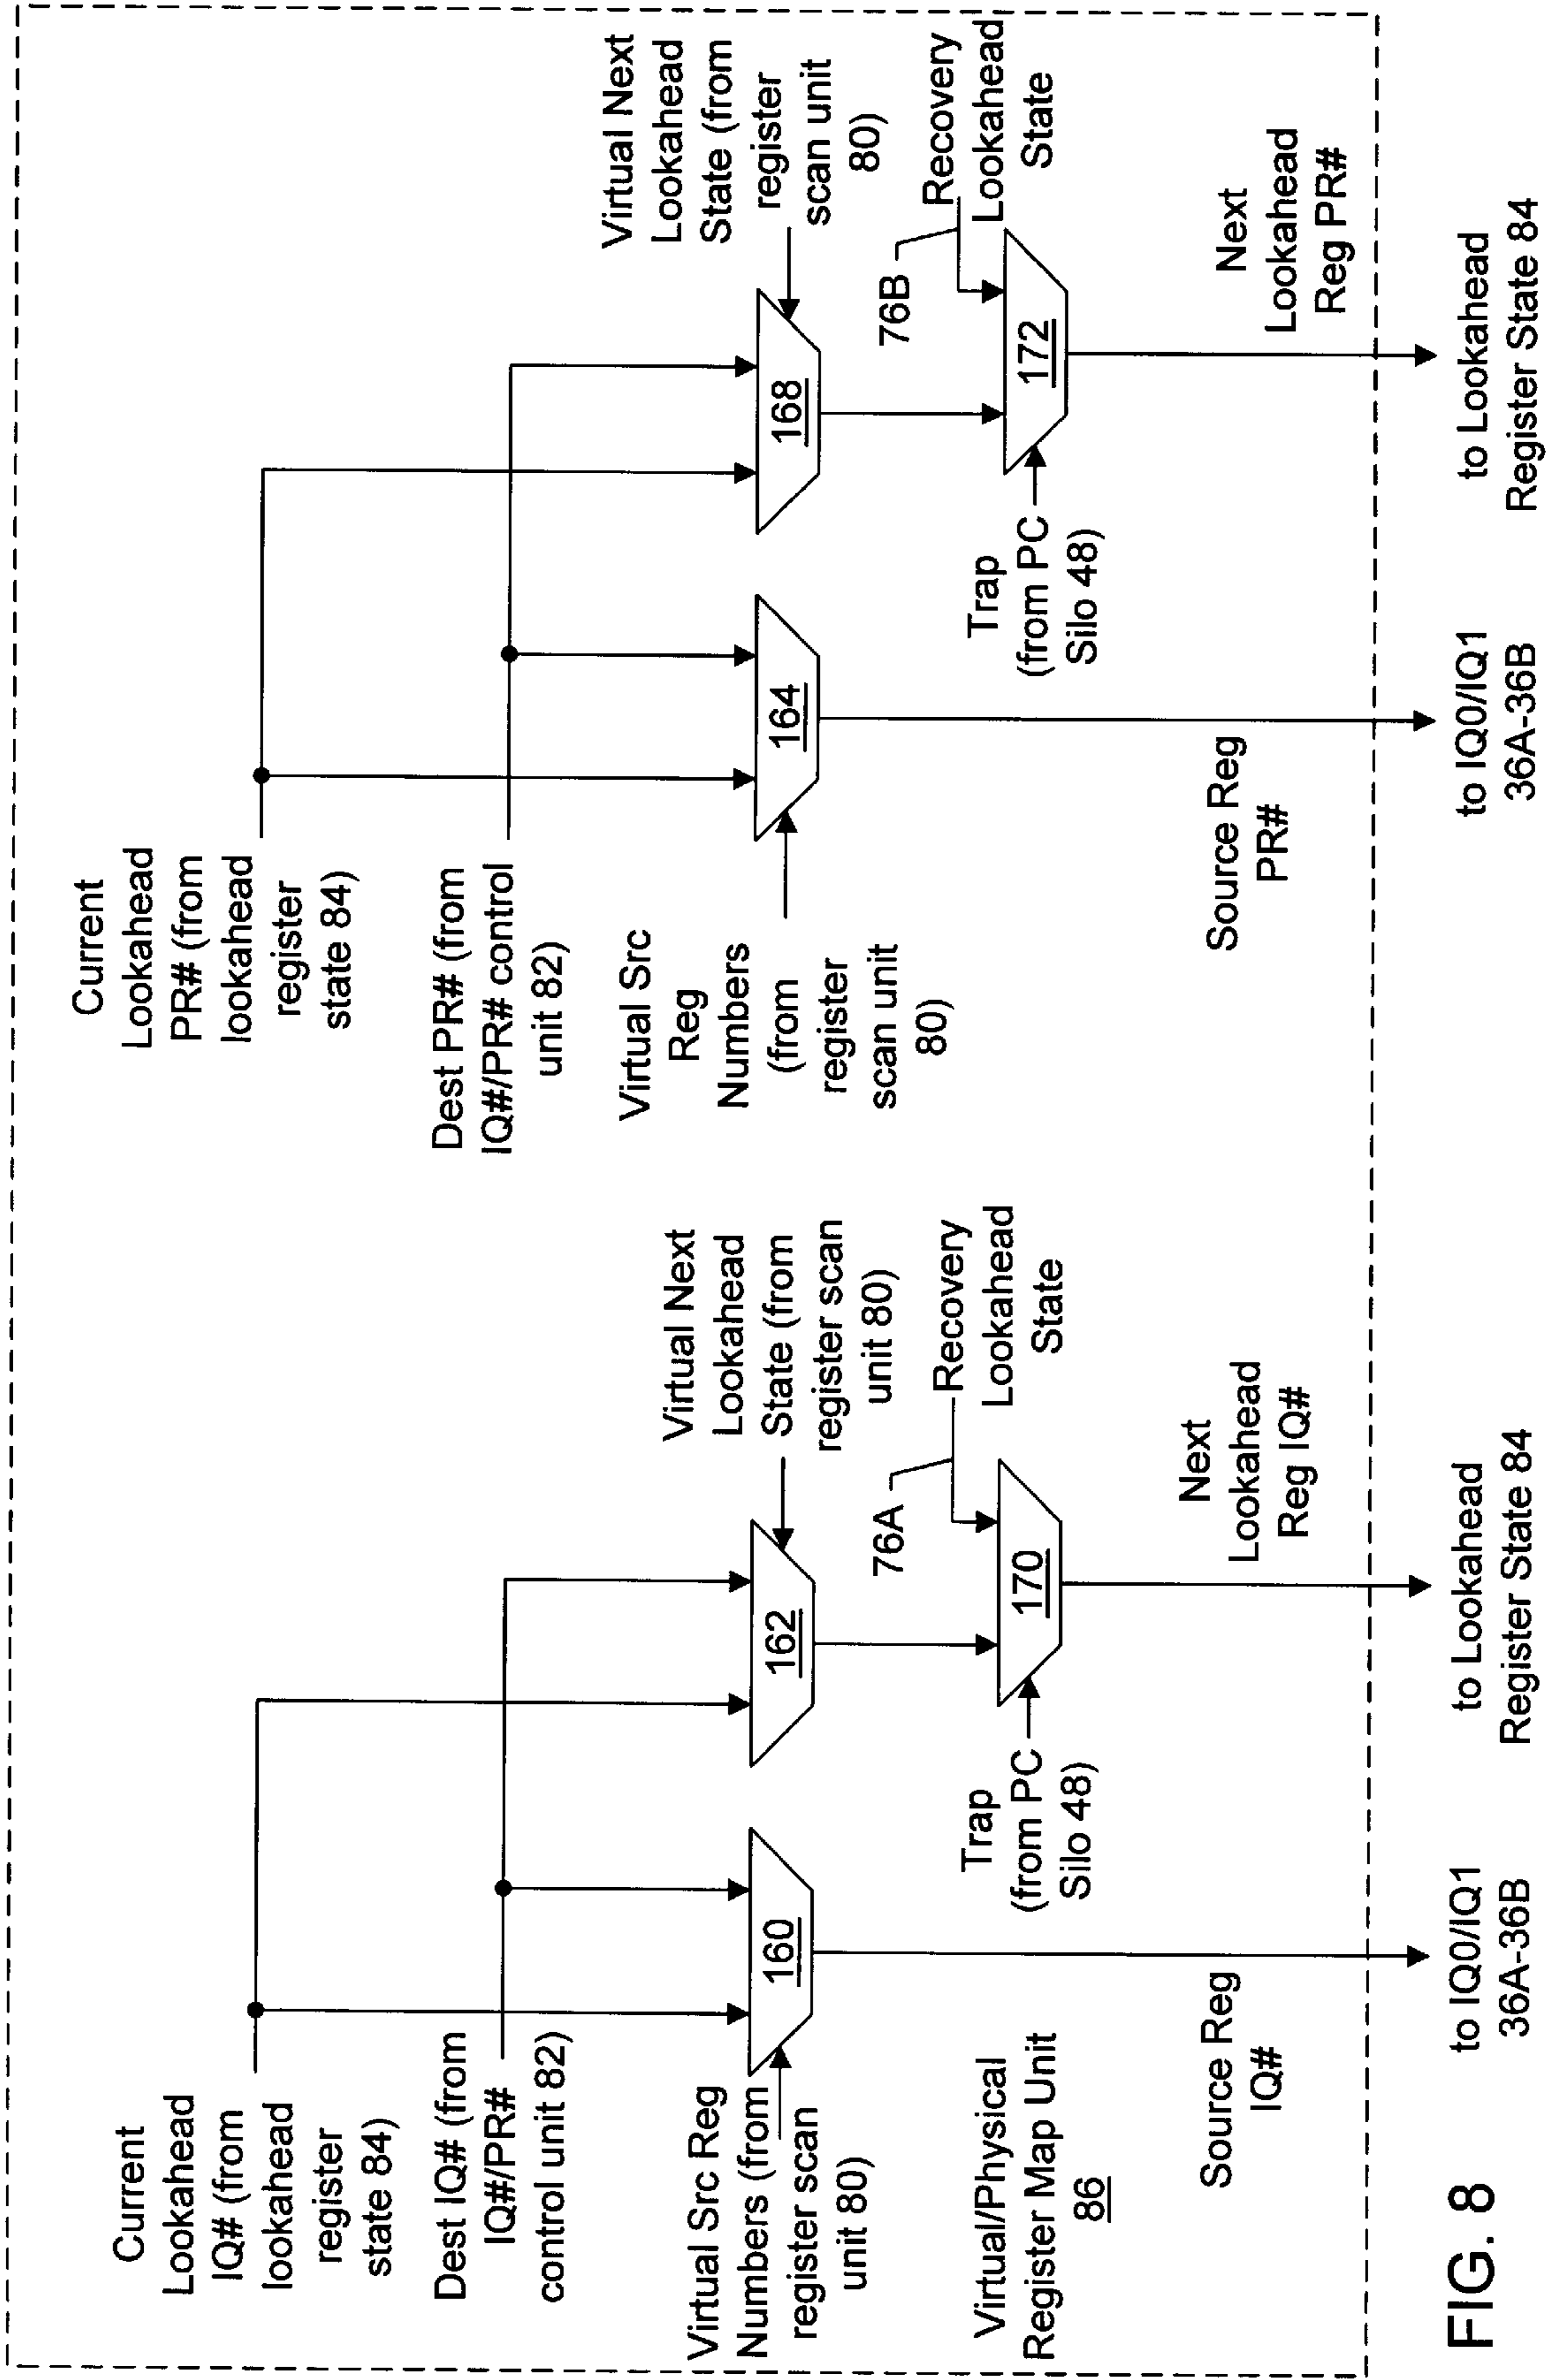 Current
Lookahead
IQ# (from
lookahead
register
state 84)
Dest IQ# (from
IQ#/PR#
control unit 82)
Virtual Src Reg
Numbers (from
register scan
unit 80)
160
162
Virtual Next
Lookahead
State (from
register scan
unit 80)
76A
Recovery
Lookahead
State
Trap
(from PC
Silo 48)
170
Virtual/Physical
Register Map Unit
86
Source Reg
IQ#
Next
Lookahead
Reg IQ#
to IQ0/IQ1
36A-36B
to Lookahead
Register State 84
Current
Lookahead
PR# (from
lookahead
register
state 84)
Dest PR# (from
IQ#/PR# control
unit 82)
Virtual Src
Reg
Numbers
(from
register
scan unit
80)
164
168
Virtual Next
Lookahead
State (from
register
scan unit
80)
76B
Recovery
Lookahead
State
Trap
(from PC
Silo 48)
172
Source Reg
PR#
Next
Lookahead
Reg PR#
to IQ0/IQ1
36A-36B
to Lookahead
Register State 84
FIG. 8